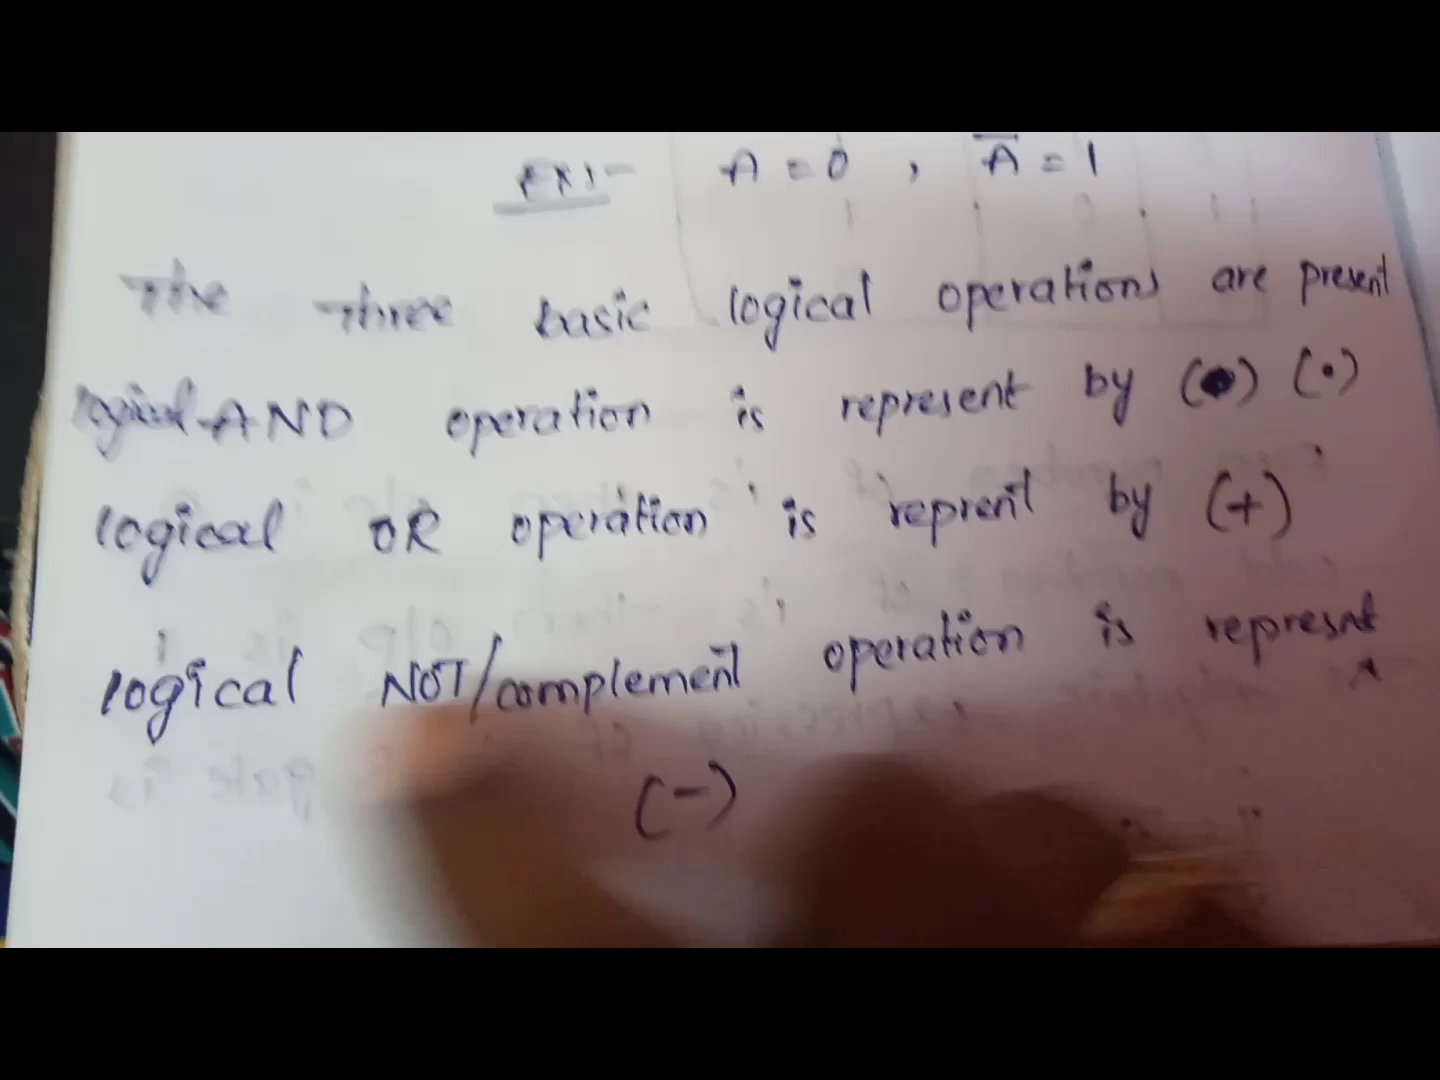 Ex:- A = 0 , A̅ = 1
The three basic logical operations are present
logical AND operation is represent by (•) (·)
logical OR operation is reprent by (+)
logical NOT/complement operation is represnt
(-)